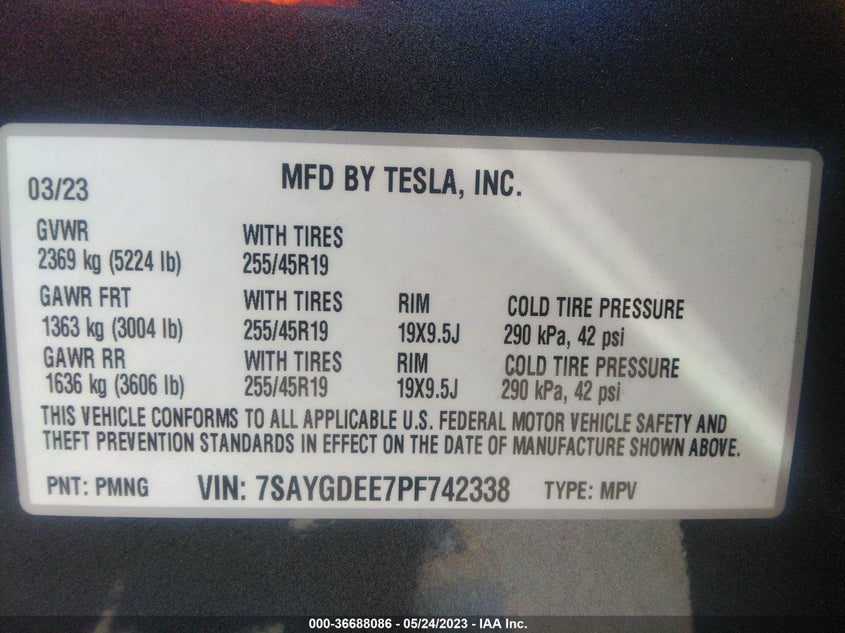 MFD BY TESLA, INC.
03/23
GVWR WITH TIRES
2369 kg (5224 lb) 255/45R19
GAWR FRT WITH TIRES RIM COLD TIRE PRESSURE
1363 kg (3004 lb) 255/45R19 19X9.5J 290 kPa, 42 psi
GAWR RR WITH TIRES RIM COLD TIRE PRESSURE
1636 kg (3606 lb) 255/45R19 19X9.5J 290 kPa, 42 psi
THIS VEHICLE CONFORMS TO ALL APPLICABLE U.S. FEDERAL MOTOR VEHICLE SAFETY AND
THEFT PREVENTION STANDARDS IN EFFECT ON THE DATE OF MANUFACTURE SHOWN ABOVE.
PNT: PMNG VIN: 7SAYGDEE7PF742338 TYPE: MPV
000-36688086 - 05/24/2023 - IAA Inc.